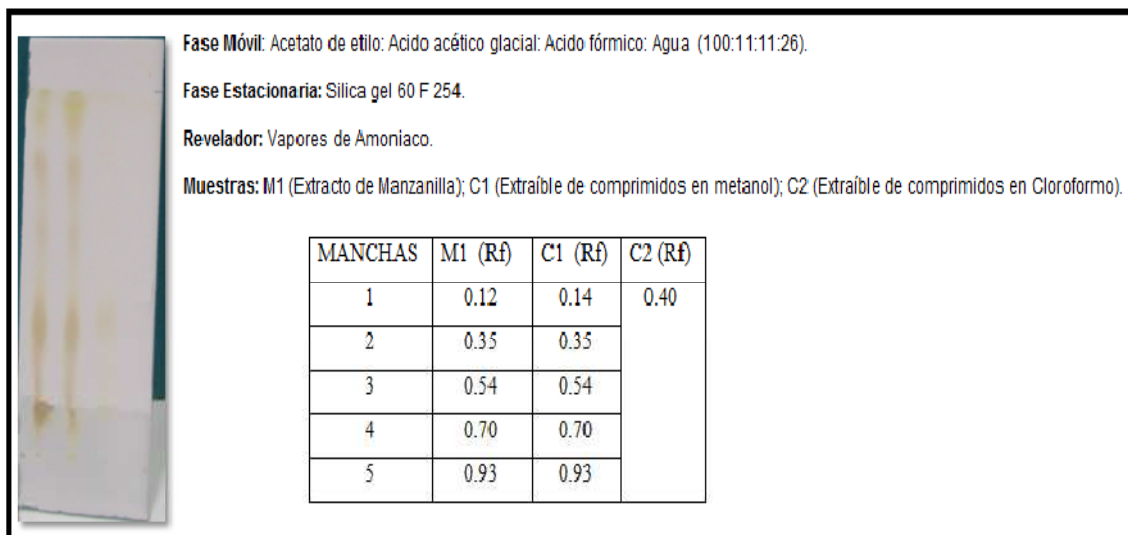 Fase Móvil: Acetato de etilo: Acido acético glacial: Acido fórmico: Agua (100:11:11:26).
Fase Estacionaria: Silica gel 60 F 254.
Revelador: Vapores de Amoniaco.
Muestras: M1 (Extracto de Manzanilla); C1 (Extraíble de comprimidos en metanol); C2 (Extraíble de comprimidos en Cloroformo).
MANCHAS M1 (Rf) C1 (Rf) C2 (Rf)
1 0.12 0.14 0.40
2 0.35 0.35
3 0.54 0.54
4 0.70 0.70
5 0.93 0.93